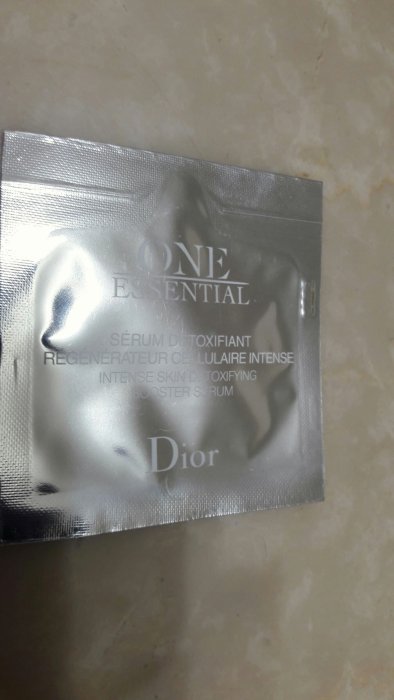 ONE
ESSENTIAL
SÉRUM DÉTOXIFIANT
RÉGÉNÉRATEUR CELLULAIRE INTENSE
INTENSE SKIN DETOXIFYING
BOOSTER SERUM
Dior